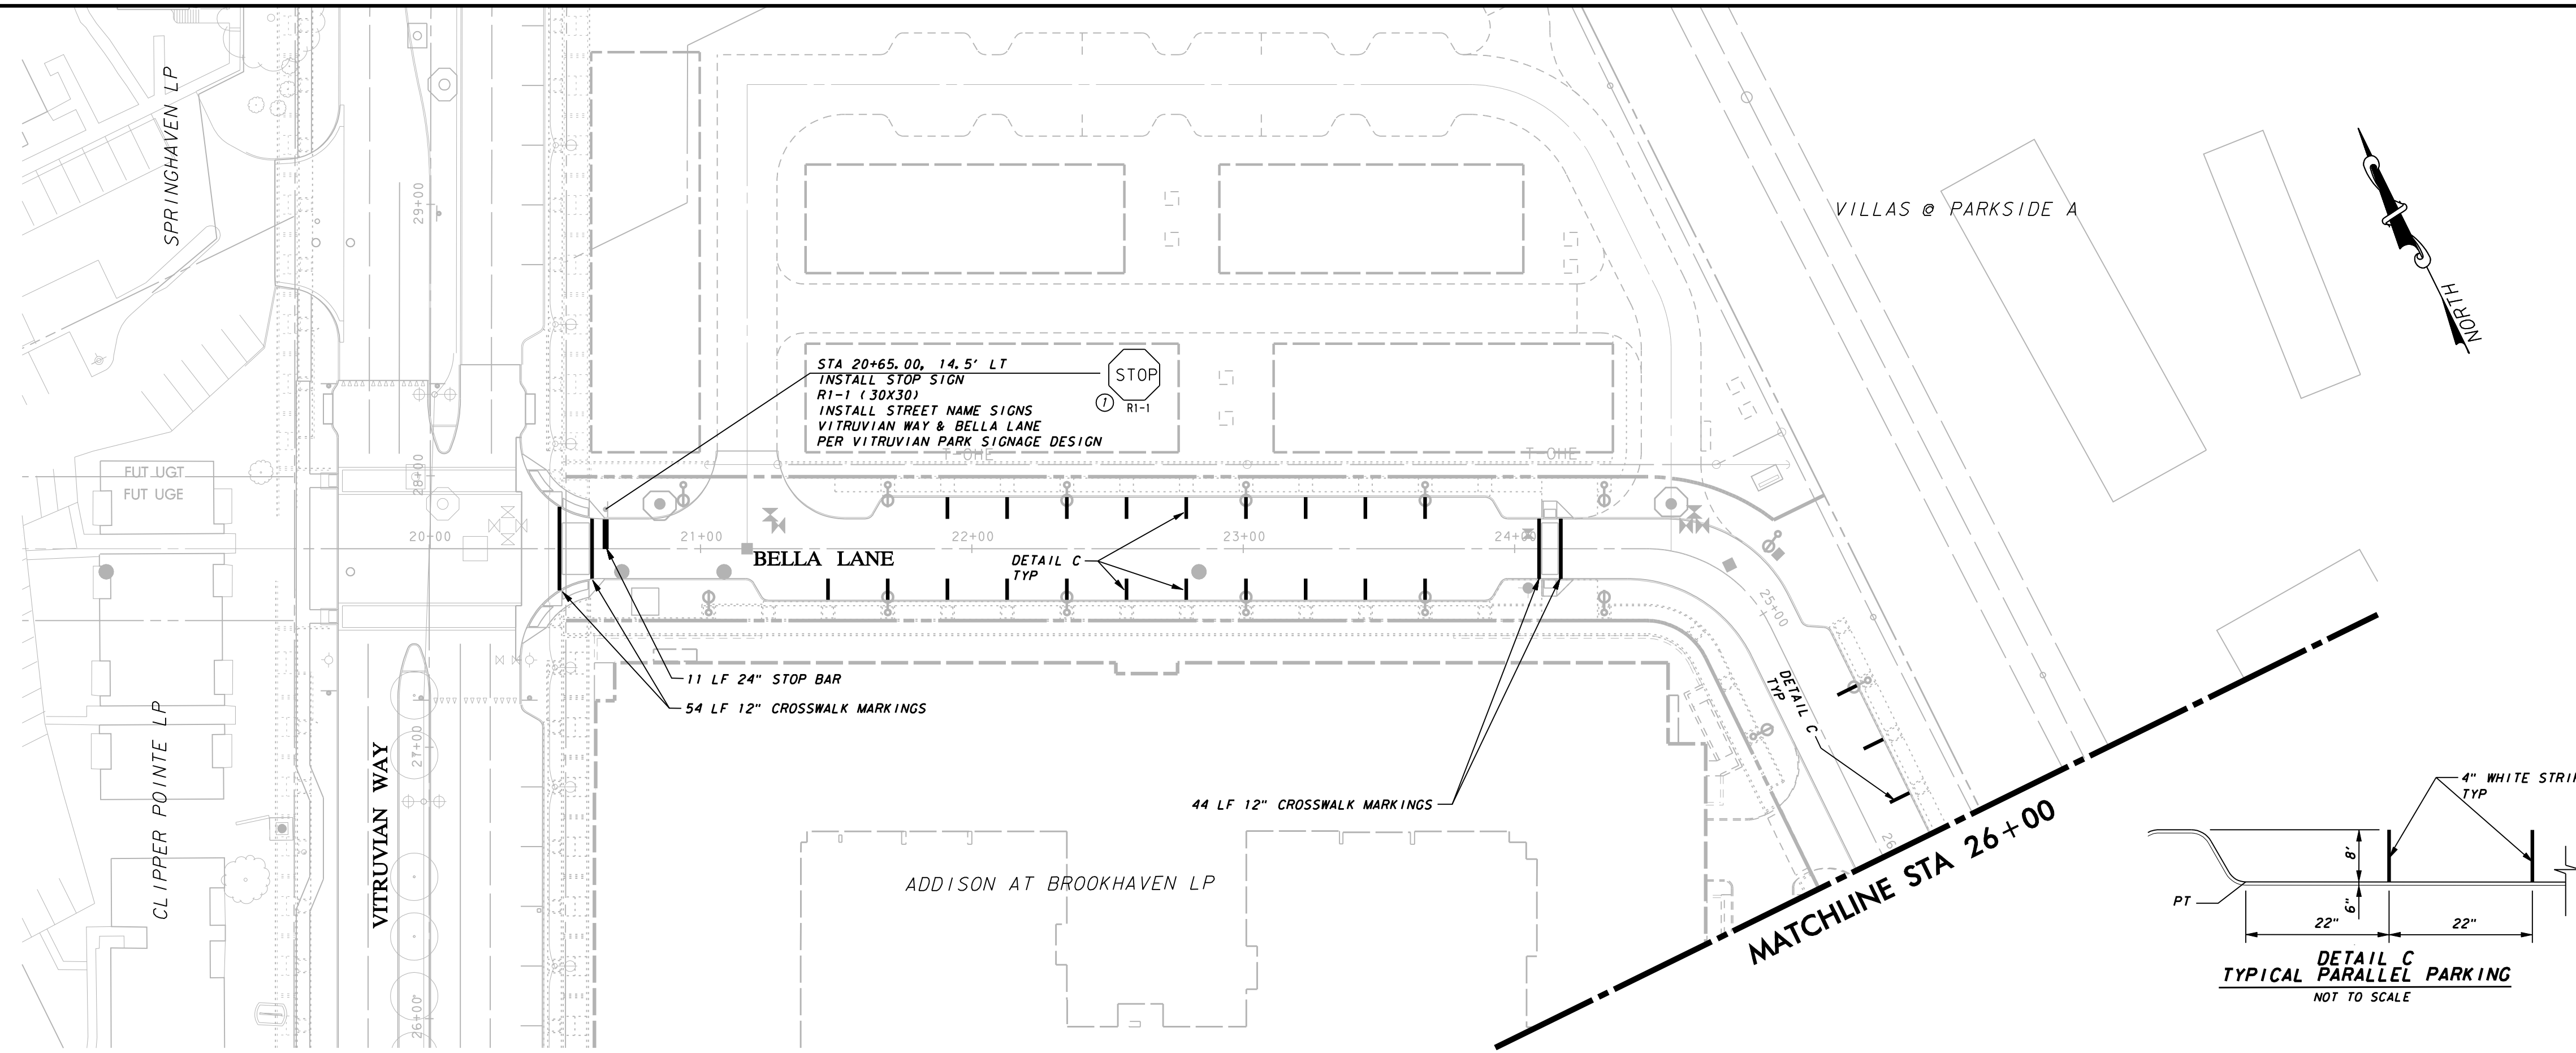 SPRINGHAVEN LP
29+00
VILLAS @ PARKSIDE A
NORTH
STA 20+65.00, 14.5' LT
INSTALL STOP SIGN
R1-1 (30X30)
INSTALL STREET NAME SIGNS
VITRUVIAN WAY & BELLA LANE
PER VITRUVIAN PARK SIGNAGE DESIGN
STOP
1
R1-1
T-OHE
T-OHE
FUT UGT
FUT UGE
28+00
20+00
21+00
22+00
23+00
24+00
BELLA LANE
DETAIL C
TYP
25+00
11 LF 24" STOP BAR
54 LF 12" CROSSWALK MARKINGS
DETAIL C
TYP
CLIPPER POINTE LP
VITRUVIAN WAY
27+00
44 LF 12" CROSSWALK MARKINGS
26
MATCHLINE STA 26+00
ADDISON AT BROOKHAVEN LP
26+00
4" WHITE
TYP
8'
6"
PT
22"
22"
DETAIL C
TYPICAL PARALLEL PARKING
NOT TO SCALE